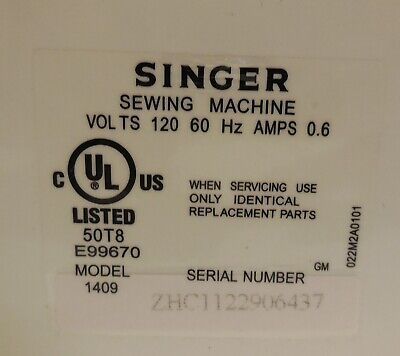 SINGER
SEWING MACHINE
VOLTS 120 60 Hz AMPS 0.6
C UL ® US
LISTED
50T8
E99670
MODEL
1409
WHEN SERVICING USE
ONLY IDENTICAL
REPLACEMENT PARTS
SERIAL NUMBER GM
ZHC1122906437
022M2A0101